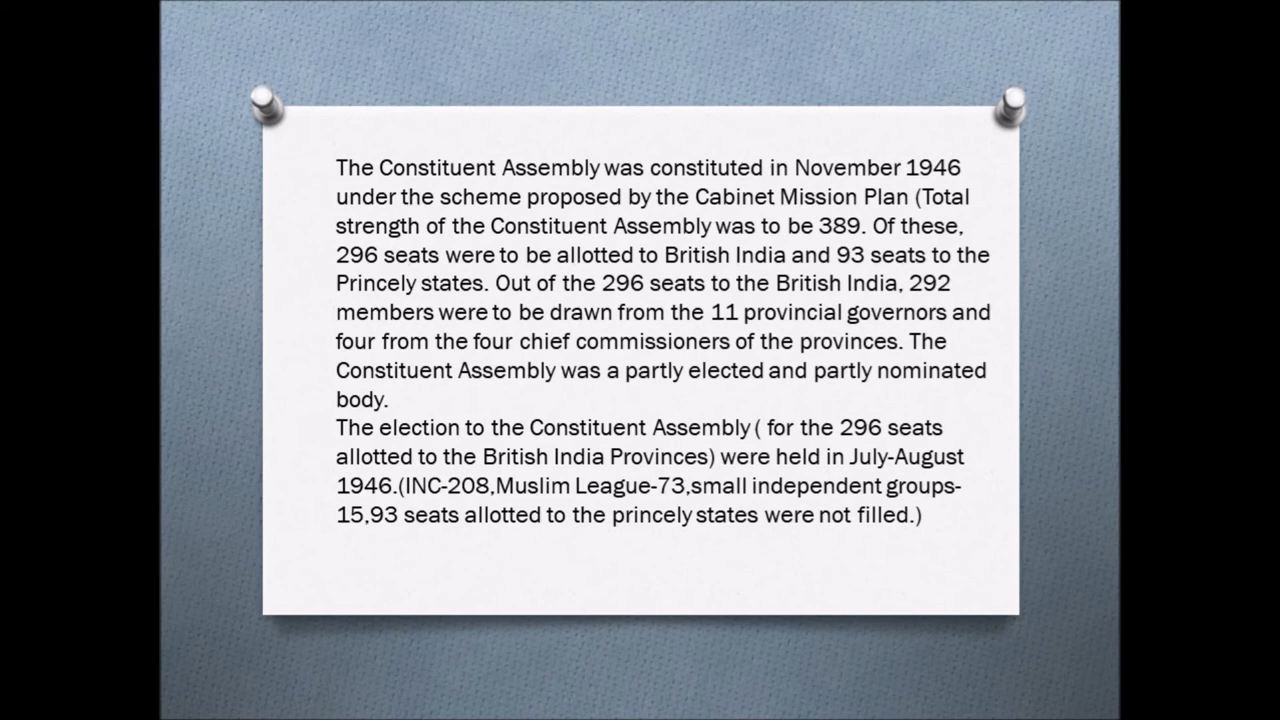 The Constituent Assembly was constituted in November 1946
under the scheme proposed by the Cabinet Mission Plan (Total
strength of the Constituent Assembly was to be 389. Of these,
296 seats were to be allotted to British India and 93 seats to the
Princely states. Out of the 296 seats to the British India, 292
members were to be drawn from the 11 provincial governors and
four from the four chief commissioners of the provinces. The
Constituent Assembly was a partly elected and partly nominated
body.
The election to the Constituent Assembly ( for the 296 seats
allotted to the British India Provinces) were held in July-August
1946.(INC-208,Muslim League-73,small independent groups-
15,93 seats allotted to the princely states were not filled.)